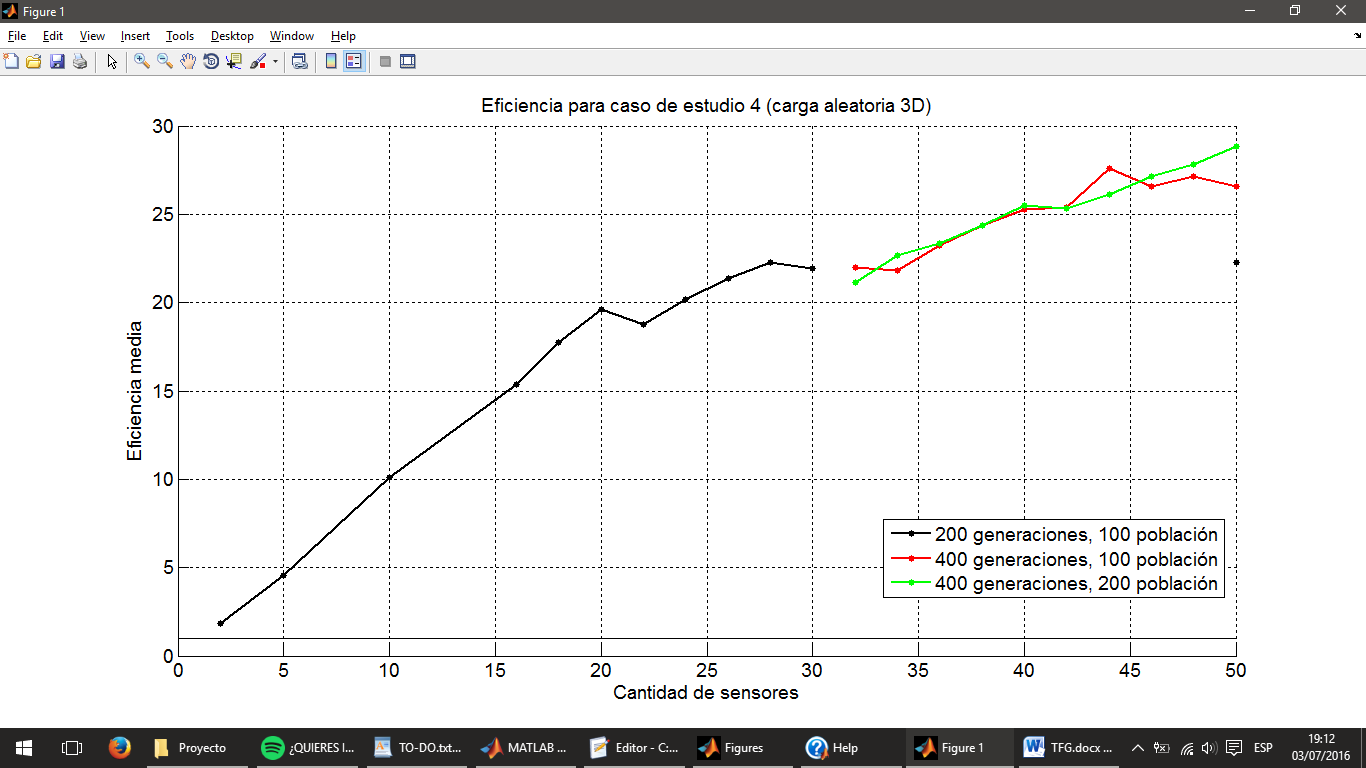 Figure 1
File Edit View Insert Tools Desktop Window Help
Eficiencia para caso de estudio 4 (carga aleatoria 3D)
30
25
20
15
10
5
0
Eficiencia media
200 generaciones, 100 población
400 generaciones, 100 población
400 generaciones, 200 población
0 5 10 15 20 25 30 35 40 45 50
Cantidad de sensores
Proyecto ¿QUIERES I... TO-DO.txt... MATLAB ... Editor - C:... Figures Help Figure 1 TFG.docx ... ESP 19:12
03/07/2016